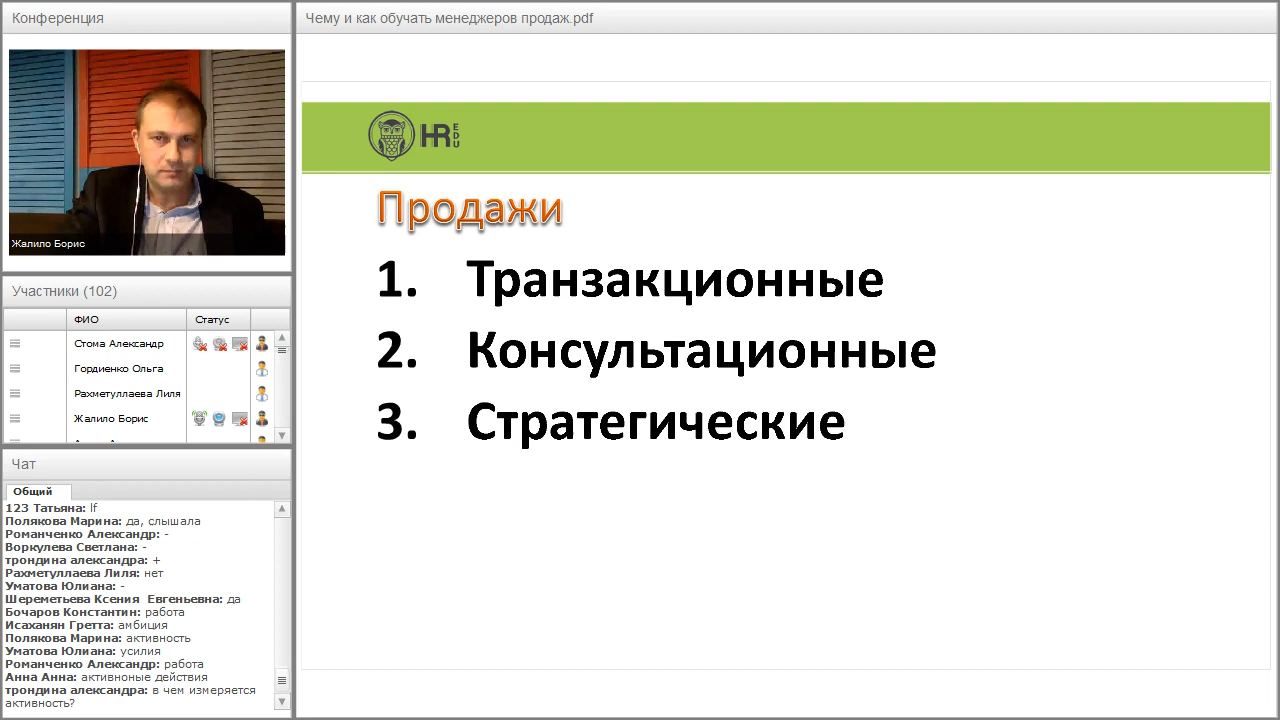 Конференция
Жалило Борис
Участники (102)
ФИО Статус
Стома Александр
Гордиенко Ольга
Рахметуллаева Лиля
Жалило Борис
Чат
Общий
123 Татьяна: lf
Полякова Марина: да, слышала
Романченко Александр: -
Воркулева Светлана: -
трондина александра: +
Рахметуллаева Лиля: нет
Уматова Юлиана: -
Шереметьева Ксения Евгеньевна: да
Бочаров Константин: работа
Исаханян Гретта: амбиция
Полякова Марина: активность
Уматова Юлиана: усилия
Романченко Александр: работа
Анна Анна: активноные действия
трондина александра: в чем измеряется
активность?
Чему и как обучать менеджеров продаж.pdf
HR EDU
Продажи
1. Транзакционные
2. Консультационные
3. Стратегические